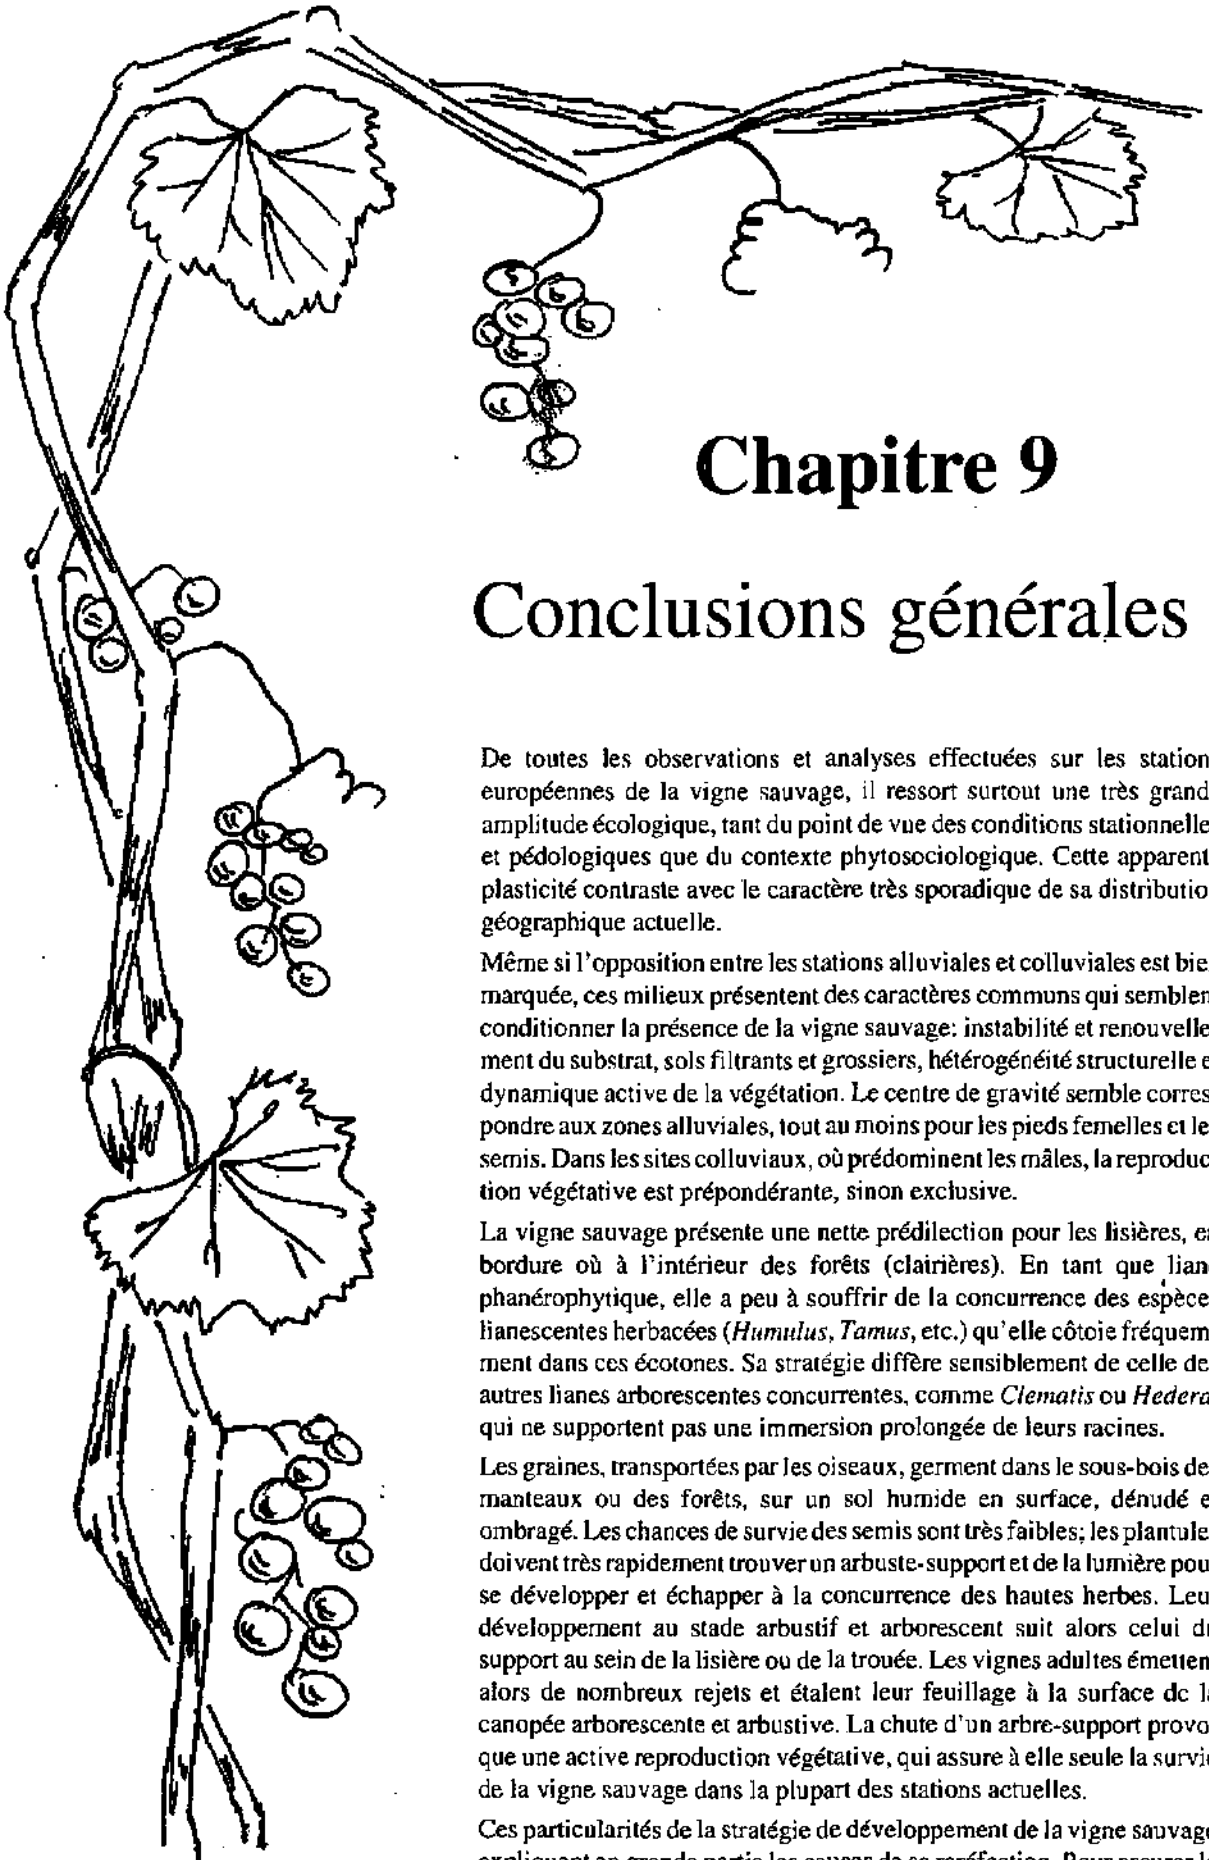 Chapitre 9
Conclusions générales
De toutes les observations et analyses effectuées sur les station
européennes de la vigne sauvage, il ressort surtout une très grand
amplitude écologique, tant du point de vue des conditions stationnelle
et pédologiques que du contexte phytosociologique. Cette apparent
plasticité contraste avec le caractère très sporadique de sa distributio
géographique actuelle.
Même si l'opposition entre les stations alluviales et colluviales est bie
marquée, ces milieux présentent des caractères communs qui semblen
conditionner la présence de la vigne sauvage: instabilité et renouvelle
ment du substrat, sols filtrants et grossiers, hétérogénéité structurelle e
dynamique active de la végétation. Le centre de gravité semble corres
pondre aux zones alluviales, tout au moins pour les pieds femelles et le
semis. Dans les sites colluviaux, où prédominent les mâles, la reproduc
tion végétative est prépondérante, sinon exclusive.
La vigne sauvage présente une nette prédilection pour les lisières, e
bordure où à l'intérieur des forêts (clairières). En tant que lian
phanérophytique, elle a peu à souffrir de la concurrence des espèce
lianescentes herbacées (Humulus, Tamus, etc.) qu'elle côtoie fréquem
ment dans ces écotones. Sa stratégie diffère sensiblement de celle de
autres lianes arborescentes concurrentes, comme Clematis ou Hedera
qui ne supportent pas une immersion prolongée de leurs racines.
Les graines, transportées par les oiseaux, germent dans le sous-bois de
manteaux ou des forêts, sur un sol humide en surface, dénudé e
ombragé. Les chances de survie des semis sont très faibles; les plantule
doivent très rapidement trouver un arbuste-support et de la lumière pou
se développer et échapper à la concurrence des hautes herbes. Leu
développement au stade arbustif et arborescent suit alors celui d
support au sein de la lisière ou de la trouée. Les vignes adultes émetten
alors de nombreux rejets et étalent leur feuillage à la surface de l
canopée arborescente et arbustive. La chute d'un arbre-support provo
que une active reproduction végétative, qui assure à elle seule la survi
de la vigne sauvage dans la plupart des stations actuelles.
Ces particularités de la stratégie de développement de la vigne sauvage